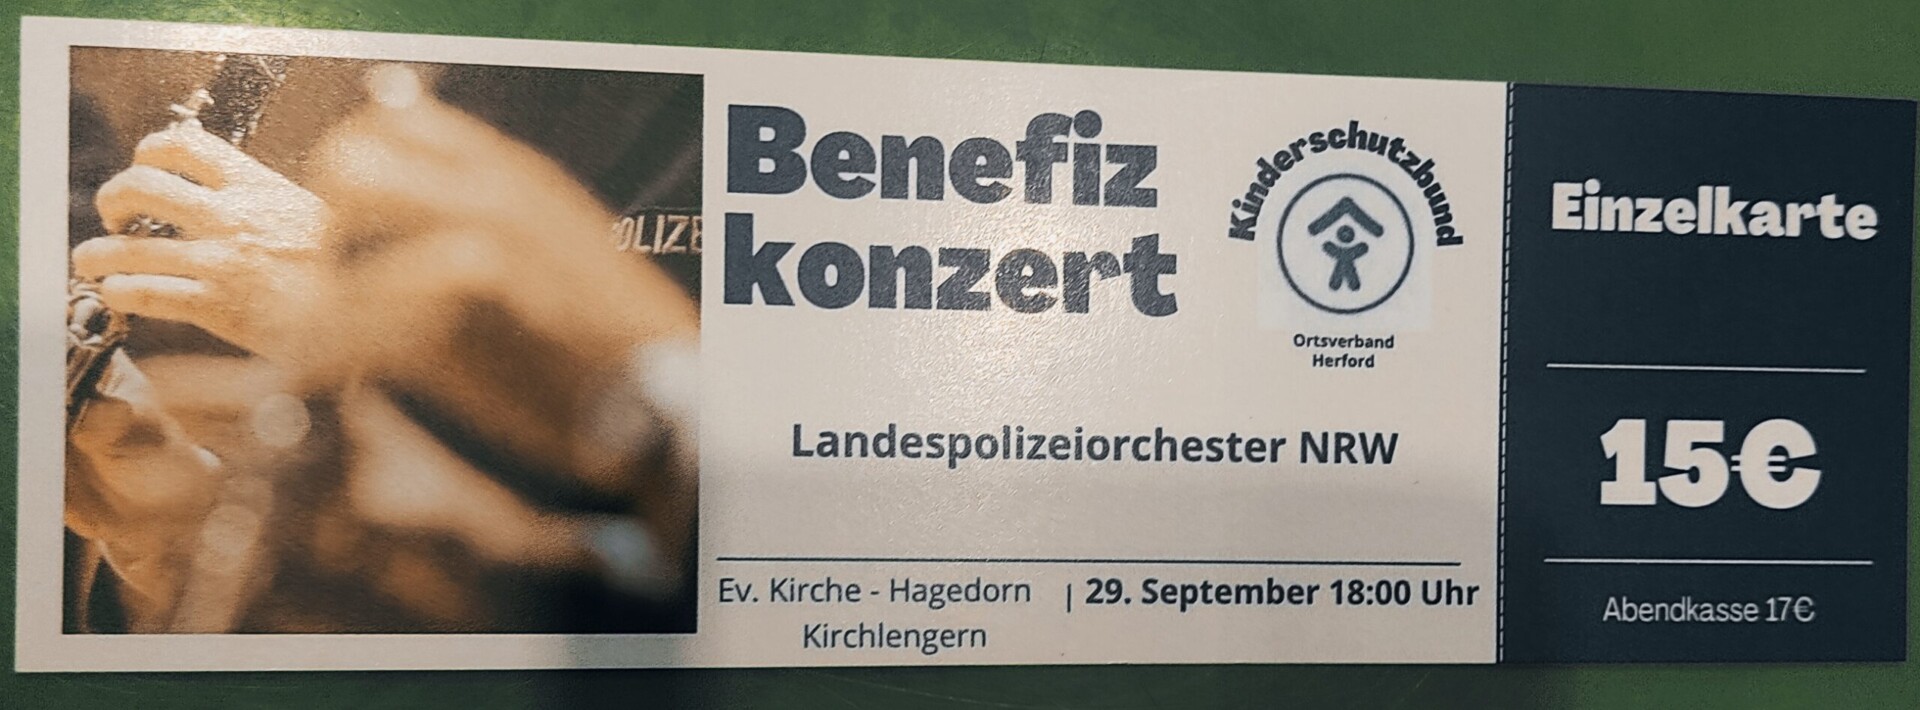 Benefiz
konzert
Kinderschutzbund
Ortsverband
Herford
Landespolizeiorchester NRW
Ev. Kirche - Hagedorn | 29. September 18:00 Uhr
Kirchlengern
Einzelkarte
15€
Abendkasse 17€
OLIZE